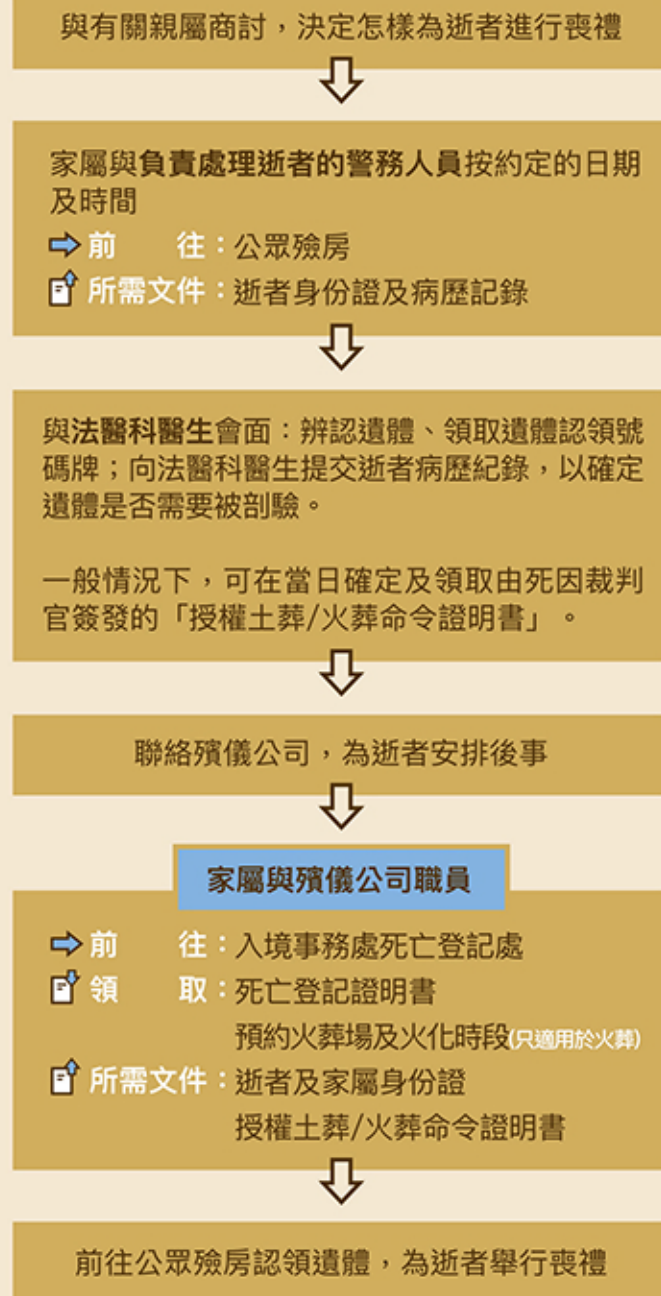 與有關親屬商討，決定怎樣為逝者進行喪禮
家屬與負責處理逝者的警務人員按約定的日期
及時間
前　　往：公眾殮房
所需文件：逝者身份證及病歷記錄
與法醫科醫生會面：辨認遺體、領取遺體認領號
碼牌；向法醫科醫生提交逝者病歷紀錄，以確定
遺體是否需要被剖驗。
一般情況下，可在當日確定及領取由死因裁判
官簽發的「授權土葬/火葬命令證明書」。
聯絡殯儀公司，為逝者安排後事
家屬與殯儀公司職員
前　　往：入境事務處死亡登記處
領　　取：死亡登記證明書
預約火葬場及火化時段(只適用於火葬)
所需文件：逝者及家屬身份證
授權土葬/火葬命令證明書
前往公眾殮房認領遺體，為逝者舉行喪禮